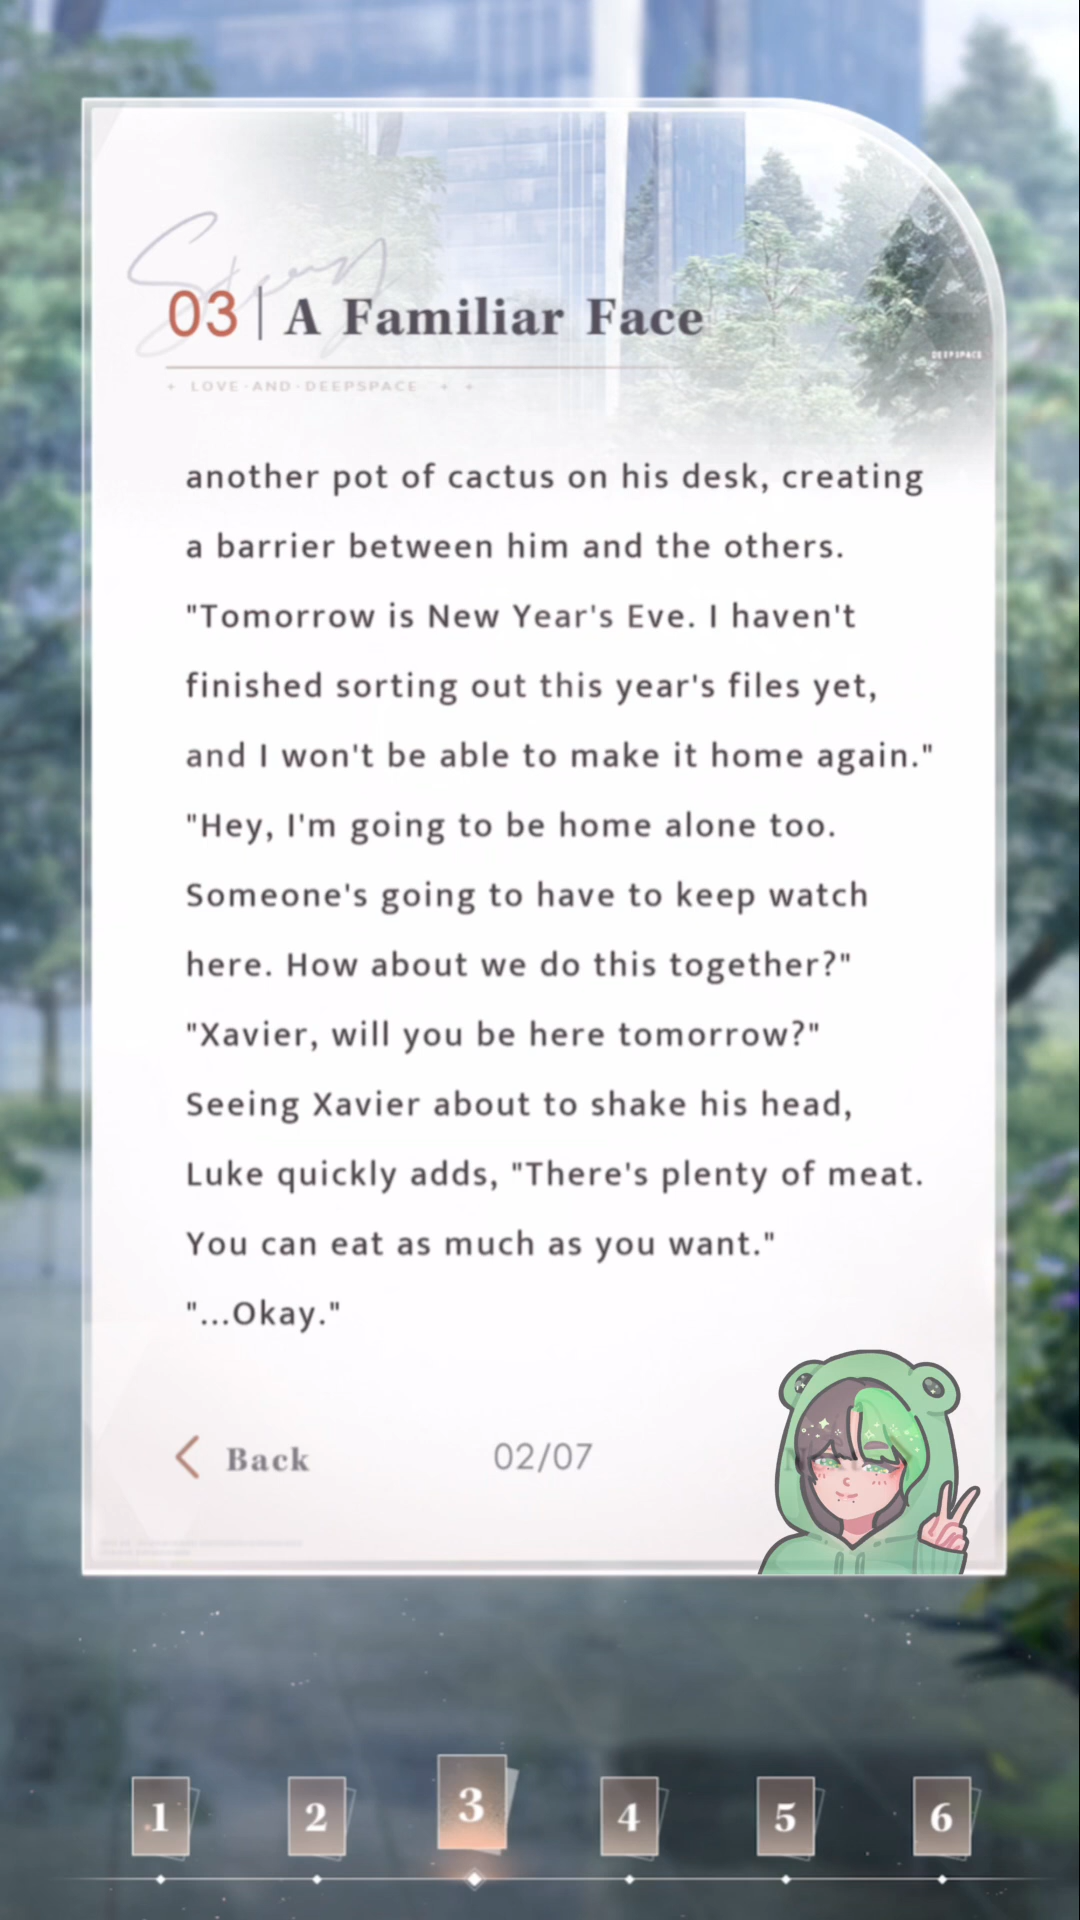 Story
03 | A Familiar Face
DEEPSPACE
+ LOVE·AND·DEEPSPACE + +
another pot of cactus on his desk, creating
a barrier between him and the others.
"Tomorrow is New Year's Eve. I haven't
finished sorting out this year's files yet,
and I won't be able to make it home again."
"Hey, I'm going to be home alone too.
Someone's going to have to keep watch
here. How about we do this together?"
"Xavier, will you be here tomorrow?"
Seeing Xavier about to shake his head,
Luke quickly adds, "There's plenty of meat.
You can eat as much as you want."
"...Okay."
Back
02/07
1
2
3
4
5
6